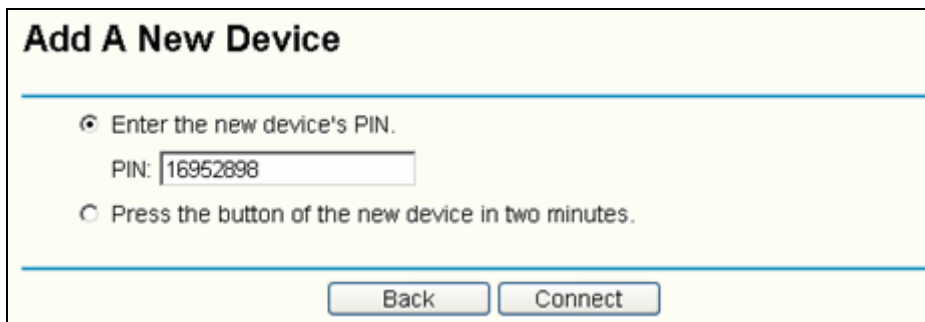 Add A New Device
Enter the new device's PIN.
PIN: 16952898
Press the button of the new device in two minutes.
Back Connect